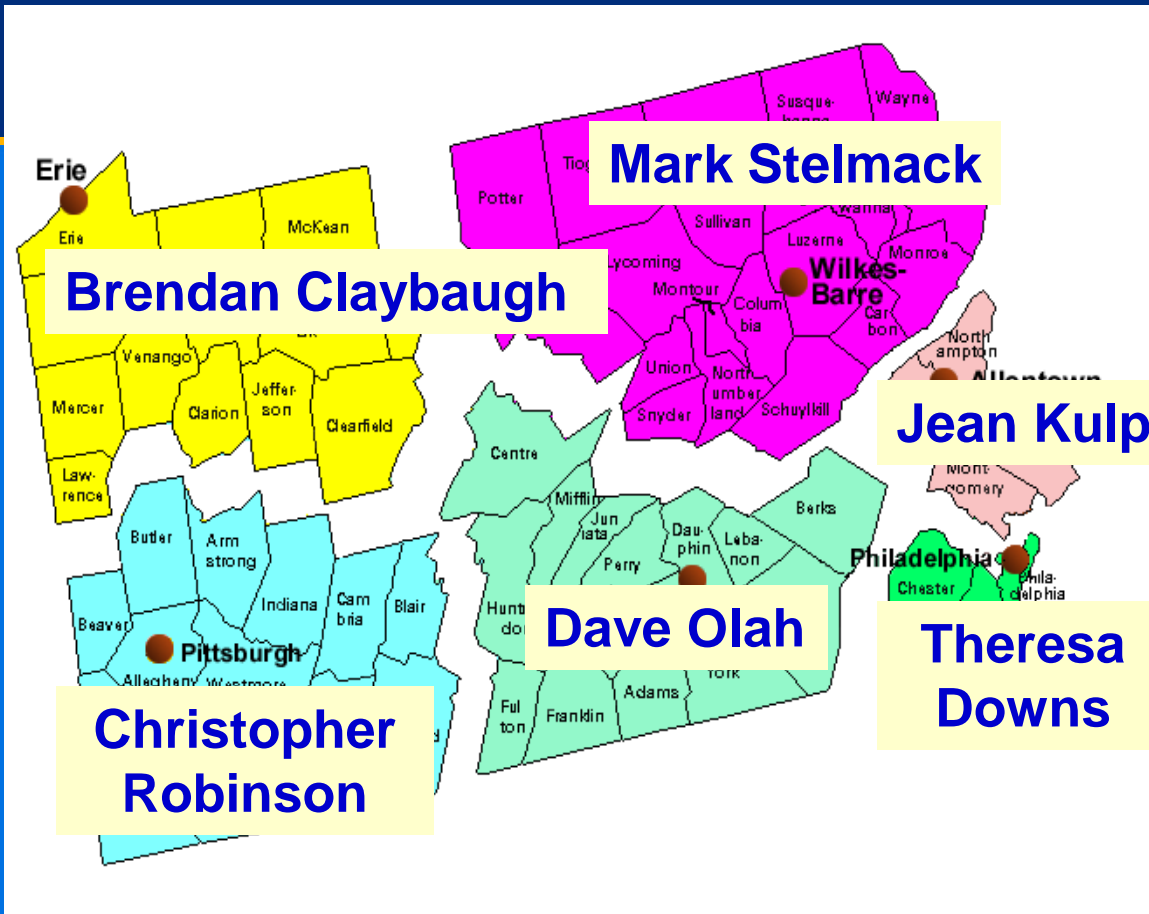 Erie
Erie
McKean
Brendan Claybaugh
Venango
Mercer
Clarion
Jeffer-
son
Clearfield
Law-
rence
Susque-
Wayne
Mark Stelmack
Potter
Sullivan
Luzerne
Monroe
Lycoming
Wilkes-
Barre
Montour
Colum
bia
Car
bon
Union
North
umber
land
Snyder
Schuylkill
North
ampton
Allentown
Jean Kulp
Mont-
gomery
Centre
Mifflin
Jun
iata
Dau-
phin
Leba-
non
Berks
Perry
Dave Olah
York
Adams
Franklin
Ful
ton
Philadelphia
Chester
Phila-
delphia
Theresa
Downs
Butler
Arm
strong
Indiana
Cam
bria
Blair
Beaver
Pittsburgh
Allegheny
Westmore
Christopher
Robinson